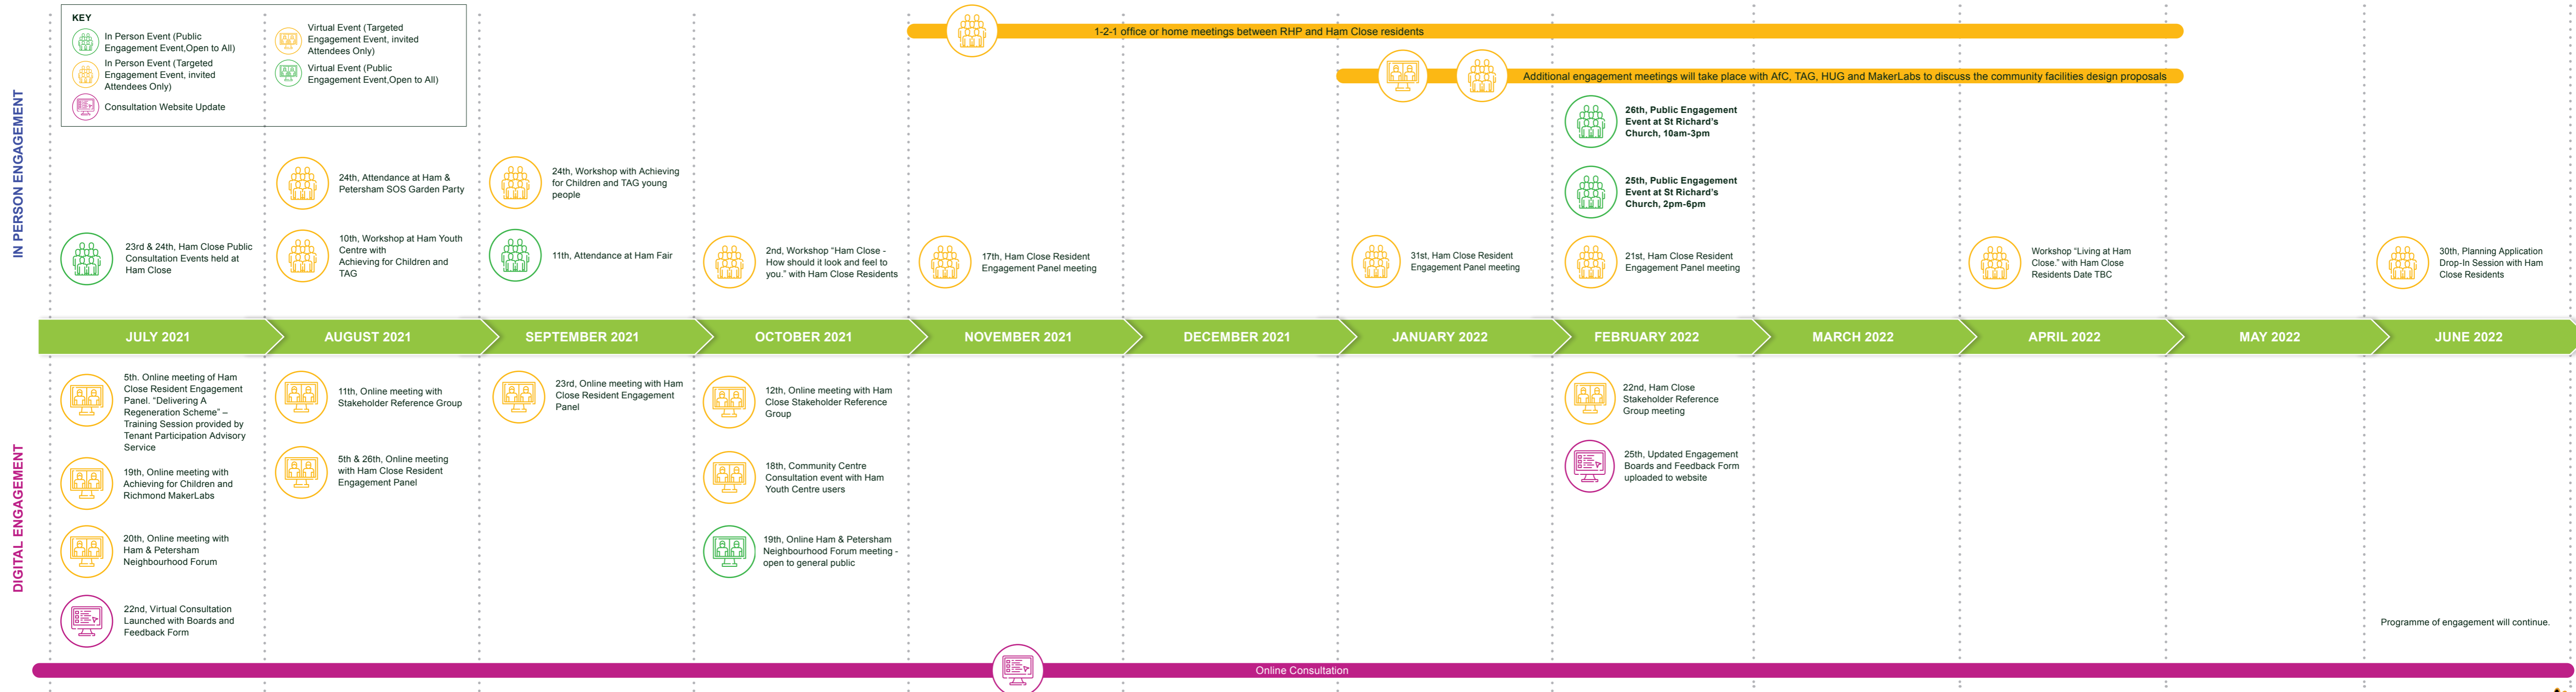 KEY
In Person Event (Public
Engagement Event,Open to All)
In Person Event (Targeted
Engagement Event, invited
Attendees Only)
Consultation Website Update
Virtual Event (Targeted
Engagement Event, invited
Attendees Only)
Virtual Event (Public
Engagement Event,Open to All)
1-2-1 office or home meetings between RHP and Ham Close residents
Additional engagement meetings will take place with AfC, TAG, HUG and MakerLabs to discuss the community facilities design proposals
IN PERSON ENGAGEMENT
23rd & 24th, Ham Close Public
Consultation Events held at
Ham Close
24th, Attendance at Ham &
Petersham SOS Garden Party
10th, Workshop at Ham Youth
Centre with
Achieving for Children and
TAG
24th, Workshop with Achieving
for Children and TAG young
people
11th, Attendance at Ham Fair
2nd, Workshop “Ham Close -
How should it look and feel to
you.” with Ham Close Residents
17th, Ham Close Resident
Engagement Panel meeting
31st, Ham Close Resident
Engagement Panel meeting
26th, Public Engagement
Event at St Richard's
Church, 10am-3pm
25th, Public Engagement
Event at St Richard's
Church, 2pm-6pm
21st, Ham Close Resident
Engagement Panel meeting
Workshop “Living at Ham
Close.” with Ham Close
Residents Date TBC
30th, Planning Application
Drop-In Session with Ham
Close Residents
JULY 2021
AUGUST 2021
SEPTEMBER 2021
OCTOBER 2021
NOVEMBER 2021
DECEMBER 2021
JANUARY 2022
FEBRUARY 2022
MARCH 2022
APRIL 2022
MAY 2022
JUNE 2022
DIGITAL ENGAGEMENT
5th. Online meeting of Ham
Close Resident Engagement
Panel. “Delivering A
Regeneration Scheme” –
Training Session provided by
Tenant Participation Advisory
Service
19th, Online meeting with
Achieving for Children and
Richmond MakerLabs
20th, Online meeting with
Ham & Petersham
Neighbourhood Forum
22nd, Virtual Consultation
Launched with Boards and
Feedback Form
11th, Online meeting with
Stakeholder Reference Group
5th & 26th, Online meeting
with Ham Close Resident
Engagement Panel
23rd, Online meeting with Ham
Close Resident Engagement
Panel
12th, Online meeting with Ham
Close Stakeholder Reference
Group
18th, Community Centre
Consultation event with Ham
Youth Centre users
19th, Online Ham & Petersham
Neighbourhood Forum meeting -
open to general public
22nd, Ham Close
Stakeholder Reference
Group meeting
25th, Updated Engagement
Boards and Feedback Form
uploaded to website
Programme of engagement will continue.
Online Consultation